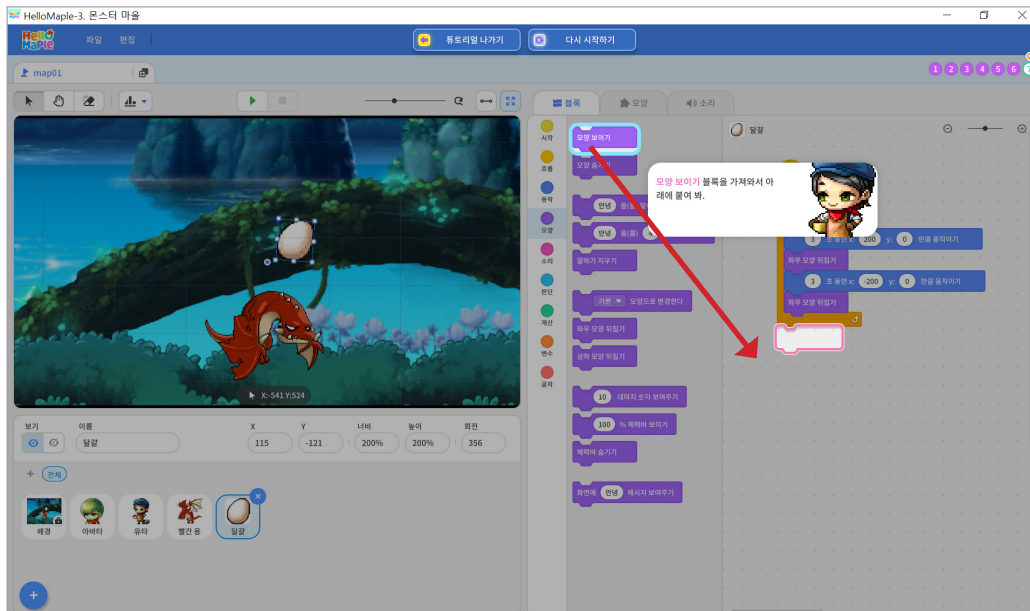 HelloMaple-3. 몬스터 마을
Hello Maple
파일 편집
튜토리얼 나가기
다시 시작하기
map01
1 2 3 4 5 6
블록 모양 소리
X:-541 Y:524
시작
흐름
동작
모양
소리
판단
계산
변수
글자
모양 보이기
모양 숨기기
안녕 을(를)
안녕 을(를)
말하기 지우기
기본 모양으로 변경한다
좌우 모양 뒤집기
상하 모양 뒤집기
10 대미지 숫자 보여주기
100 % 체력바 보이기
체력바 숨기기
화면에 안녕 메시지 보여주기
달걀
모양 보이기 블록을 가져와서 아
래에 붙여 봐.
3 초 동안 x: 200 y: 0 만큼 움직이기
좌우 모양 뒤집기
3 초 동안 x: -200 y: 0 만큼 움직이기
좌우 모양 뒤집기
보기 이름 X Y 너비 높이 회전
달걀 115 -121 200% 200% 356
전체
배경 아바타 유타 빨간 용 달걀